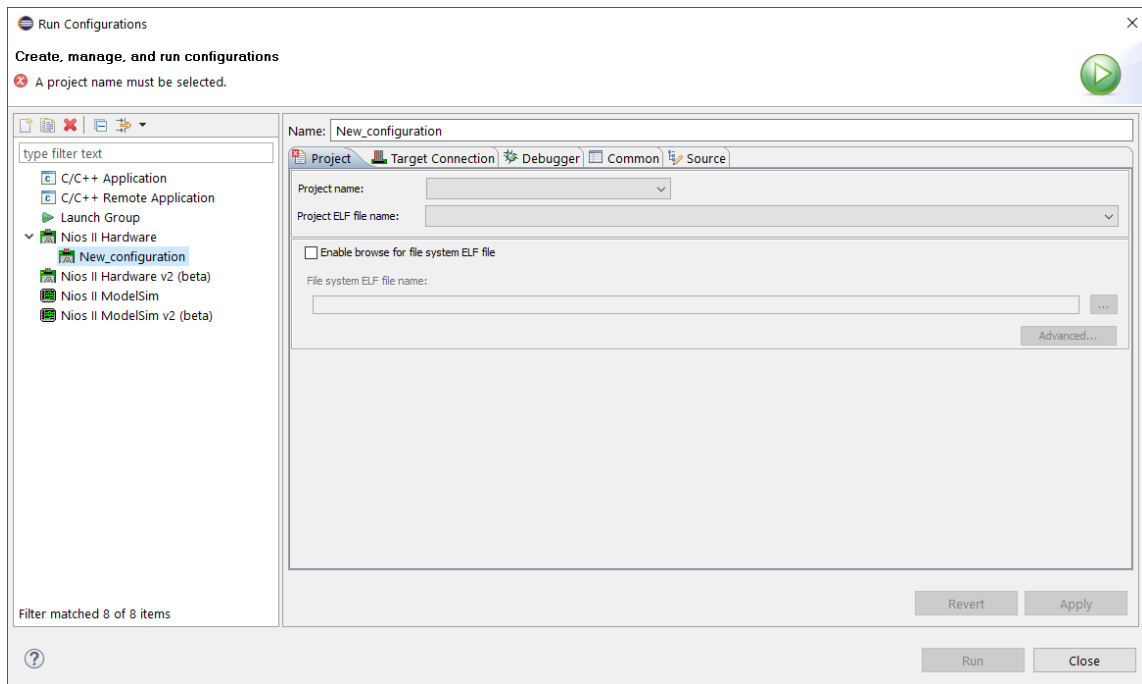 Run Configurations
Create, manage, and run configurations
A project name must be selected.
type filter text
C/C++ Application
C/C++ Remote Application
Launch Group
Nios II Hardware
New_configuration
Nios II Hardware v2 (beta)
Nios II ModelSim
Nios II ModelSim v2 (beta)
Filter matched 8 of 8 items
Name: New_configuration
Project Target Connection Debugger Common Source
Project name:
Project ELF file name:
Enable browse for file system ELF file
File system ELF file name:
...
Advanced...
Revert Apply
Run Close